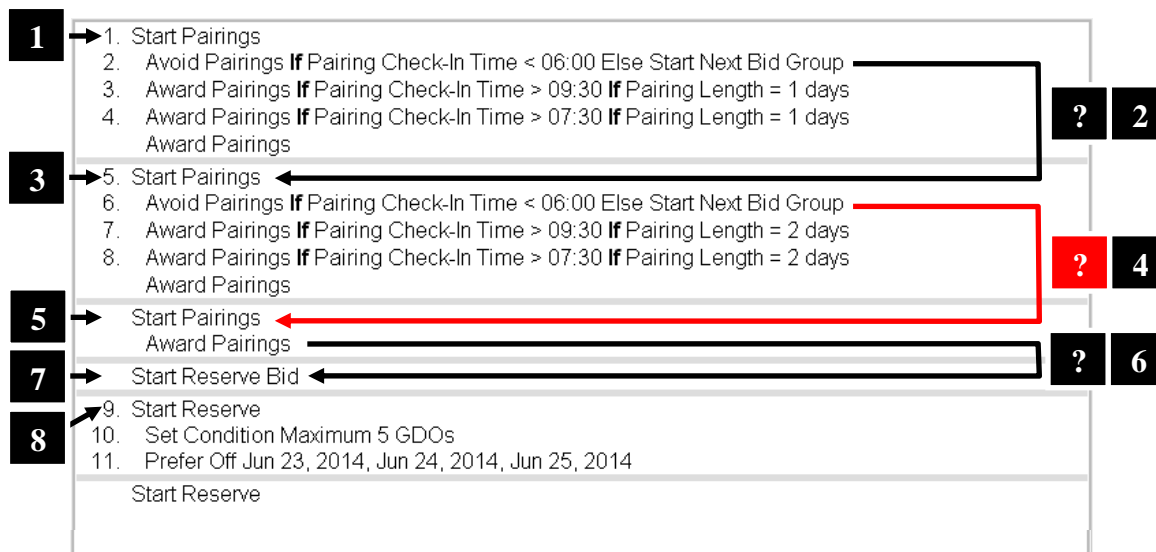 1 1. Start Pairings
2. Avoid Pairings If Pairing Check-In Time < 06:00 Else Start Next Bid Group
3. Award Pairings If Pairing Check-In Time > 09:30 If Pairing Length = 1 days
? 2
4. Award Pairings If Pairing Check-In Time > 07:30 If Pairing Length = 1 days
Award Pairings
3 5. Start Pairings
6. Avoid Pairings If Pairing Check-In Time < 06:00 Else Start Next Bid Group
7. Award Pairings If Pairing Check-In Time > 09:30 If Pairing Length = 2 days
8. Award Pairings If Pairing Check-In Time > 07:30 If Pairing Length = 2 days
? 4
Award Pairings
5 Start Pairings
Award Pairings
? 6
7 Start Reserve Bid
9. Start Reserve
8 10. Set Condition Maximum 5 GDOs
11. Prefer Off Jun 23, 2014, Jun 24, 2014, Jun 25, 2014
Start Reserve